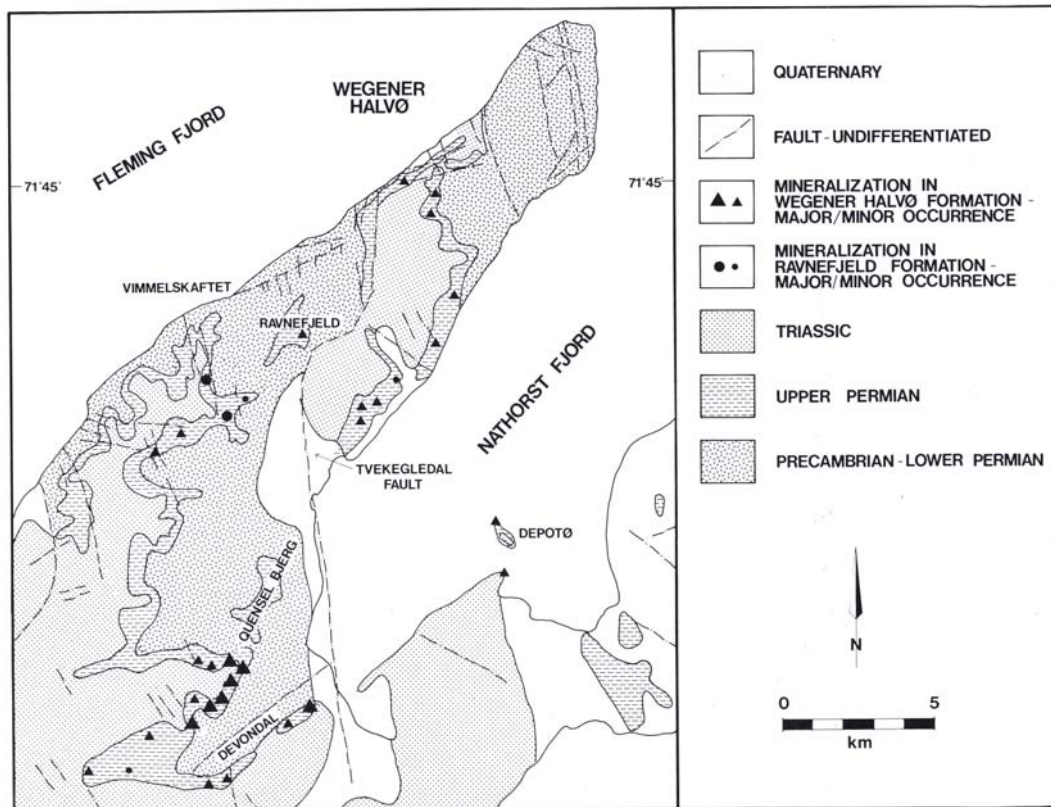 WEGENER
HALVØ
FLEMING FJORD
71°45'
71°45'
VIMMELSKAFTET
RAVNEFJELD
NATHORST FJORD
TVEKEGLEDAL
FAULT
DEPOTØ
QUENSEL BJERG
DEVONDAL
QUATERNARY
FAULT-UNDIFFERENTIATED
MINERALIZATION IN
WEGENER HALVØ FORMATION-
MAJOR/MINOR OCCURRENCE
MINERALIZATION IN
RAVNEFJELD FORMATION-
MAJOR/MINOR OCCURRENCE
TRIASSIC
UPPER PERMIAN
PRECAMBRIAN-LOWER PERMIAN
N
0 5
km